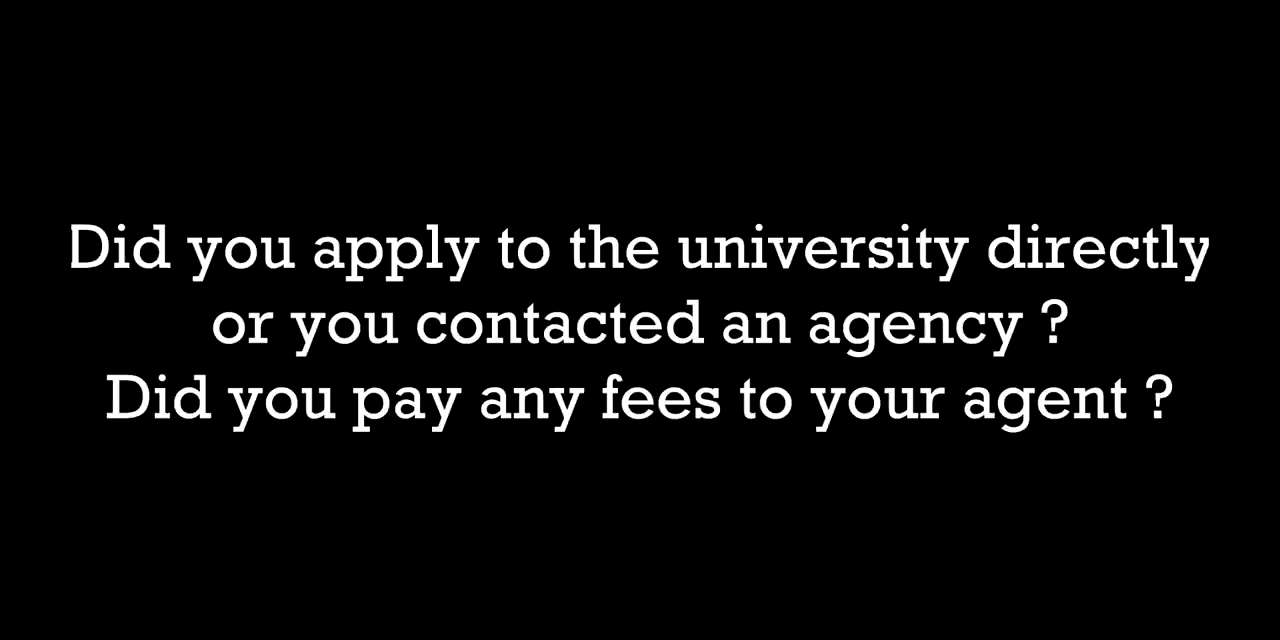 Did you apply to the university directly
or you contacted an agency ?
Did you pay any fees to your agent ?